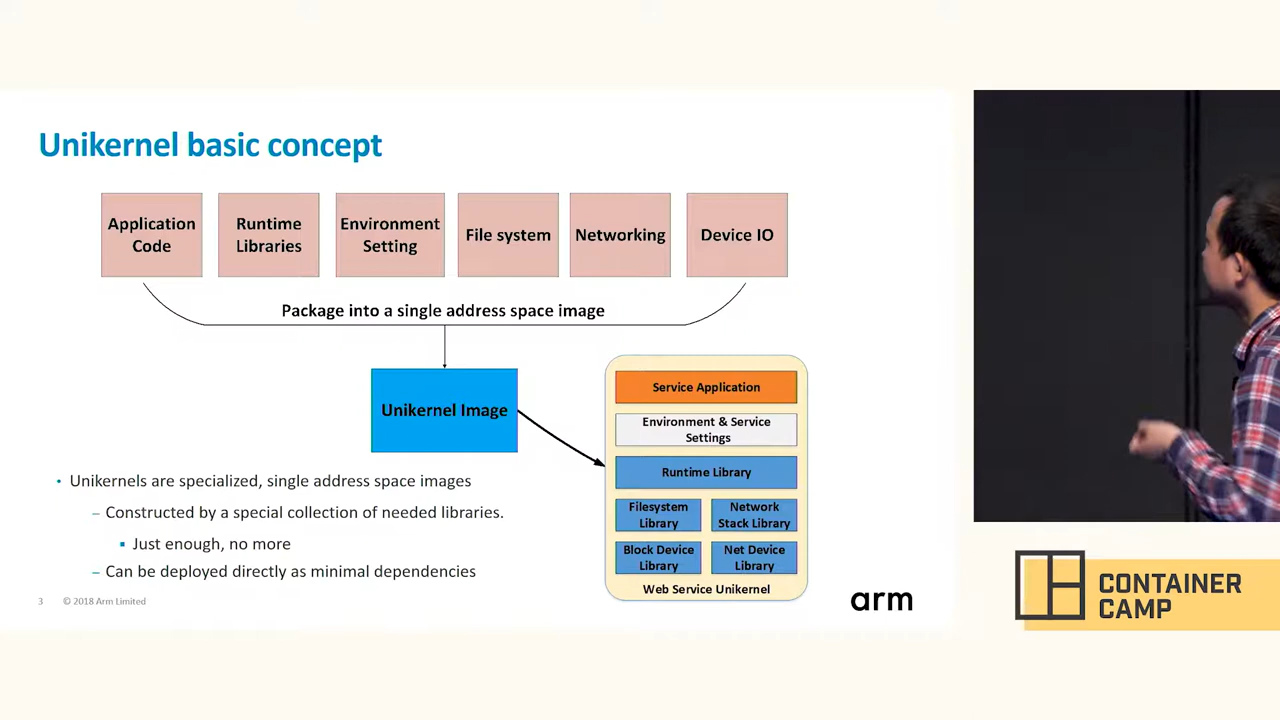 Unikernel basic concept
Application
Code
Runtime
Libraries
Environment
Setting
File system
Networking
Device IO
Package into a single address space image
Unikernel Image
Service Application
Environment & Service
Settings
Runtime Library
Filesystem
Library
Network
Stack Library
Block Device
Library
Net Device
Library
Web Service Unikernel
• Unikernels are specialized, single address space images
– Constructed by a special collection of needed libraries.
▪ Just enough, no more
– Can be deployed directly as minimal dependencies
3 © 2018 Arm Limited
arm
CONTAINER
CAMP